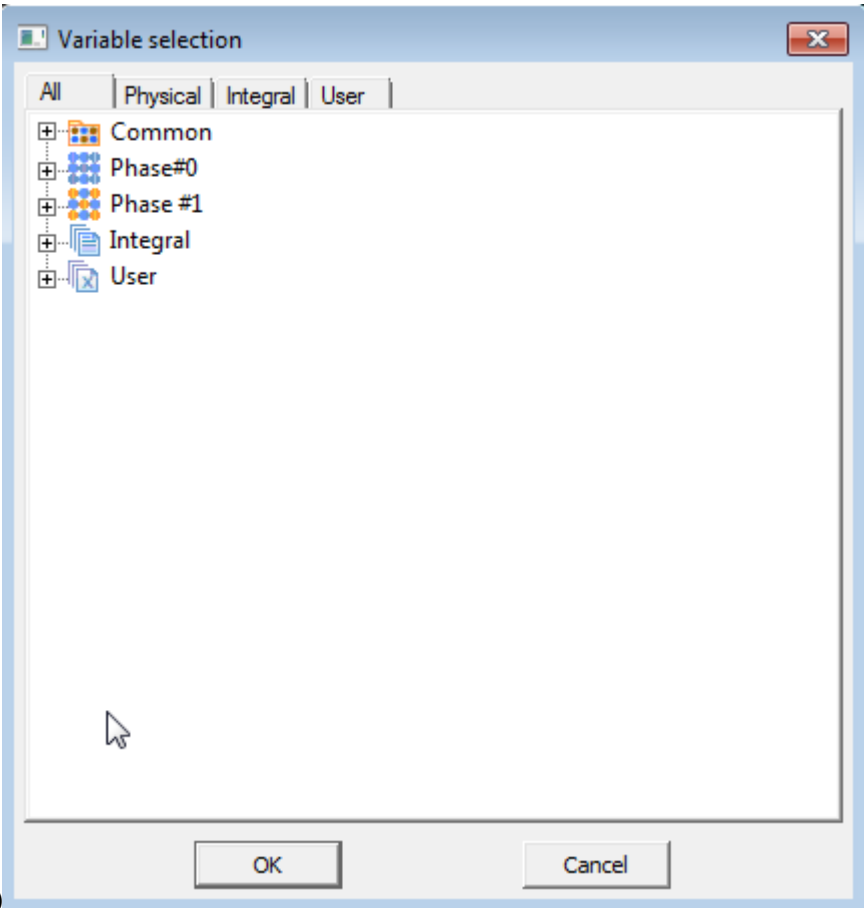 Variable selection
All Physical Integral User
Common
Phase#0
Phase #1
Integral
User
OK Cancel
)